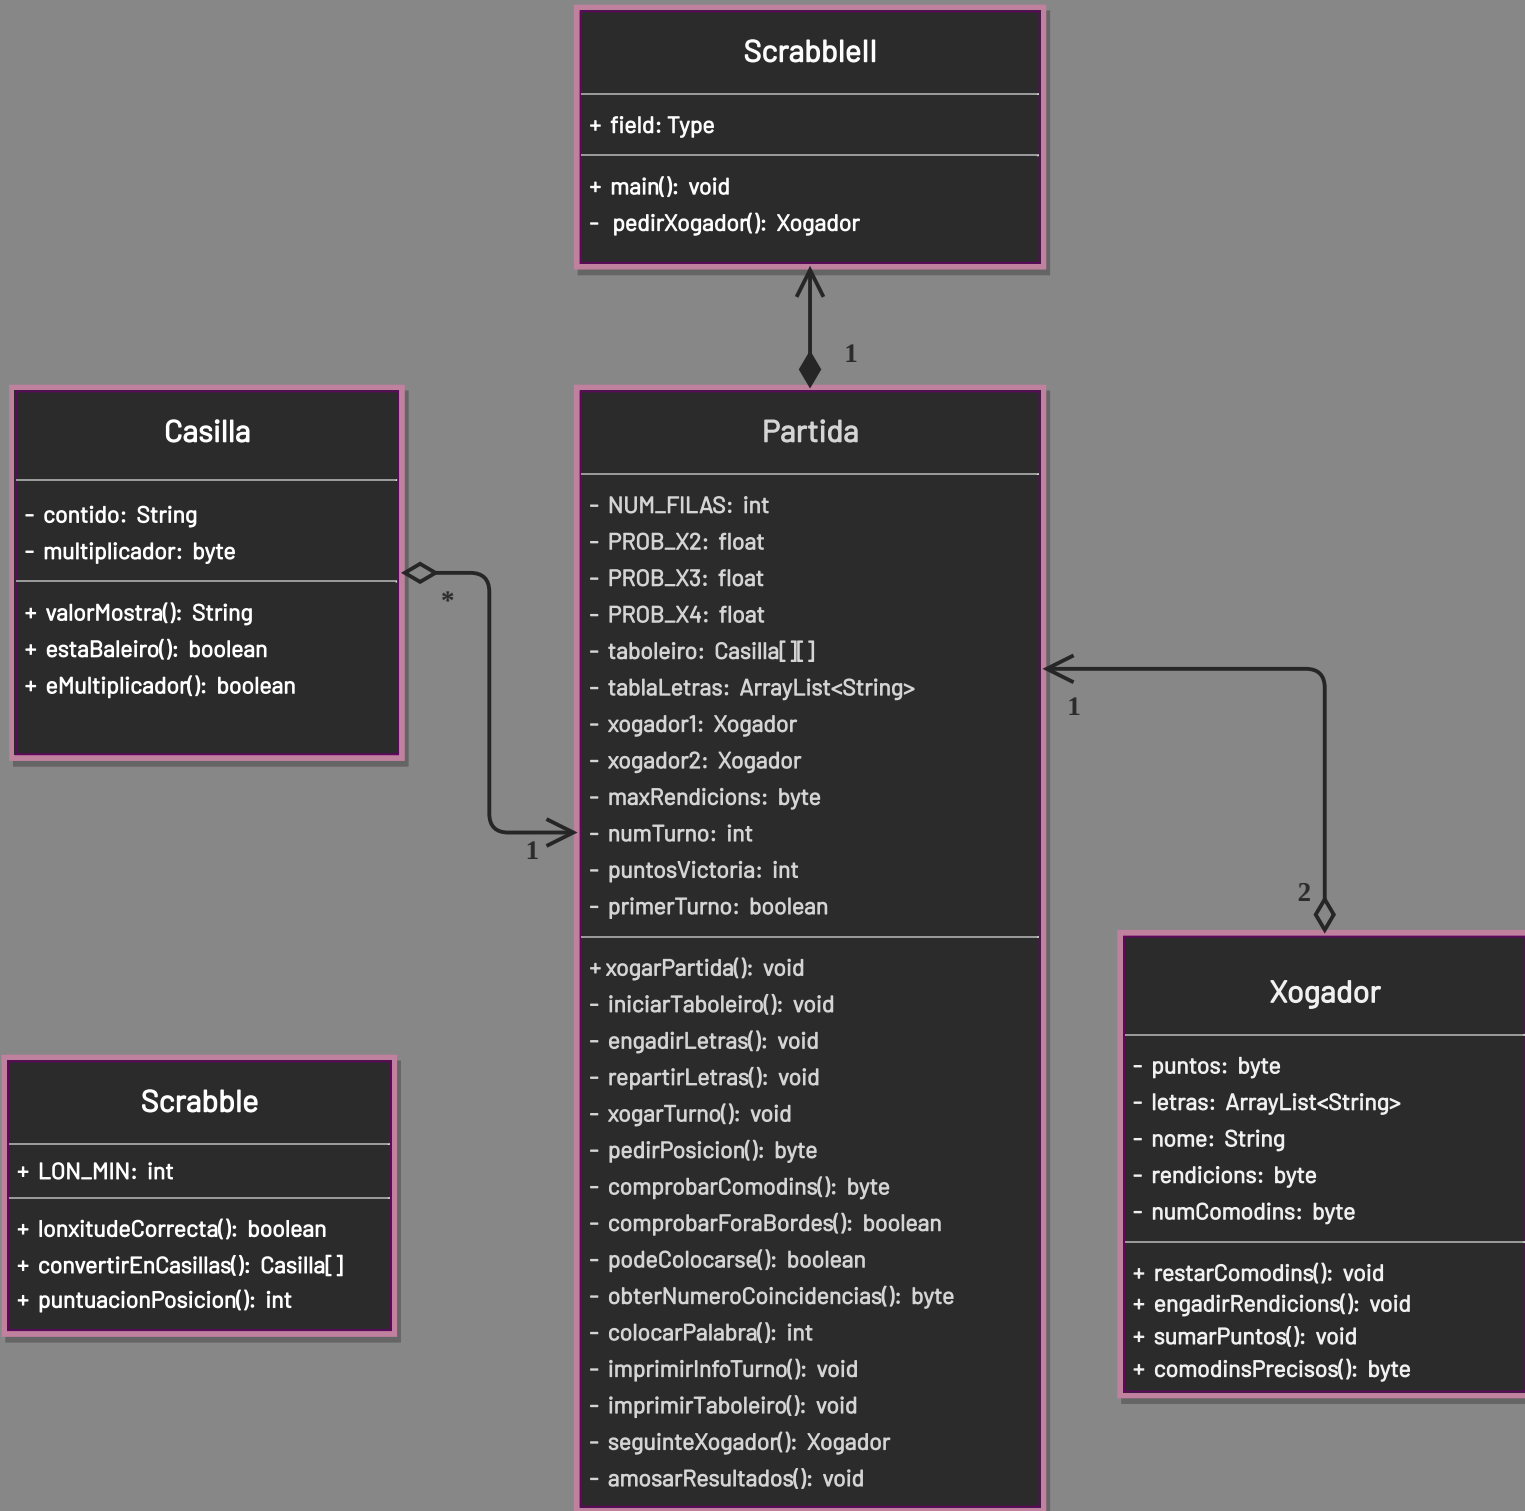 ScrabbleII
+ field: Type
+ main(): void
- pedirXogador(): Xogador
1
Casilla
- contido: String
- multiplicador: byte
+ valorMostra(): String
+ estaBaleiro(): boolean
+ eMultiplicador(): boolean
*
1
Partida
- NUM_FILAS: int
- PROB_X2: float
- PROB_X3: float
- PROB_X4: float
- taboleiro: Casilla[ ][ ]
- tablaLetras: ArrayList<String>
- xogador1: Xogador
- xogador2: Xogador
- maxRendicions: byte
- numTurno: int
- puntosVictoria: int
- primerTurno: boolean
+ xogarPartida(): void
- iniciarTaboleiro(): void
- engadirLetras(): void
- repartirLetras(): void
- xogarTurno(): void
- pedirPosicion(): byte
- comprobarComodins(): byte
- comprobarForaBordes(): boolean
- podeColocarse(): boolean
- obterNumeroCoincidencias(): byte
- colocarPalabra(): int
- imprimirInfoTurno(): void
- imprimirTaboleiro(): void
- seguinteXogador(): Xogador
- amosarResultados(): void
1
2
Xogador
- puntos: byte
- letras: ArrayList<String>
- nome: String
- rendicions: byte
- numComodins: byte
+ restarComodins(): void
+ engadirRendicions(): void
+ sumarPuntos(): void
+ comodinsPrecisos(): byte
Scrabble
+ LON_MIN: int
+ lonxitudeCorrecta(): boolean
+ convertirEnCasillas(): Casilla[ ]
+ puntuacionPosicion(): int